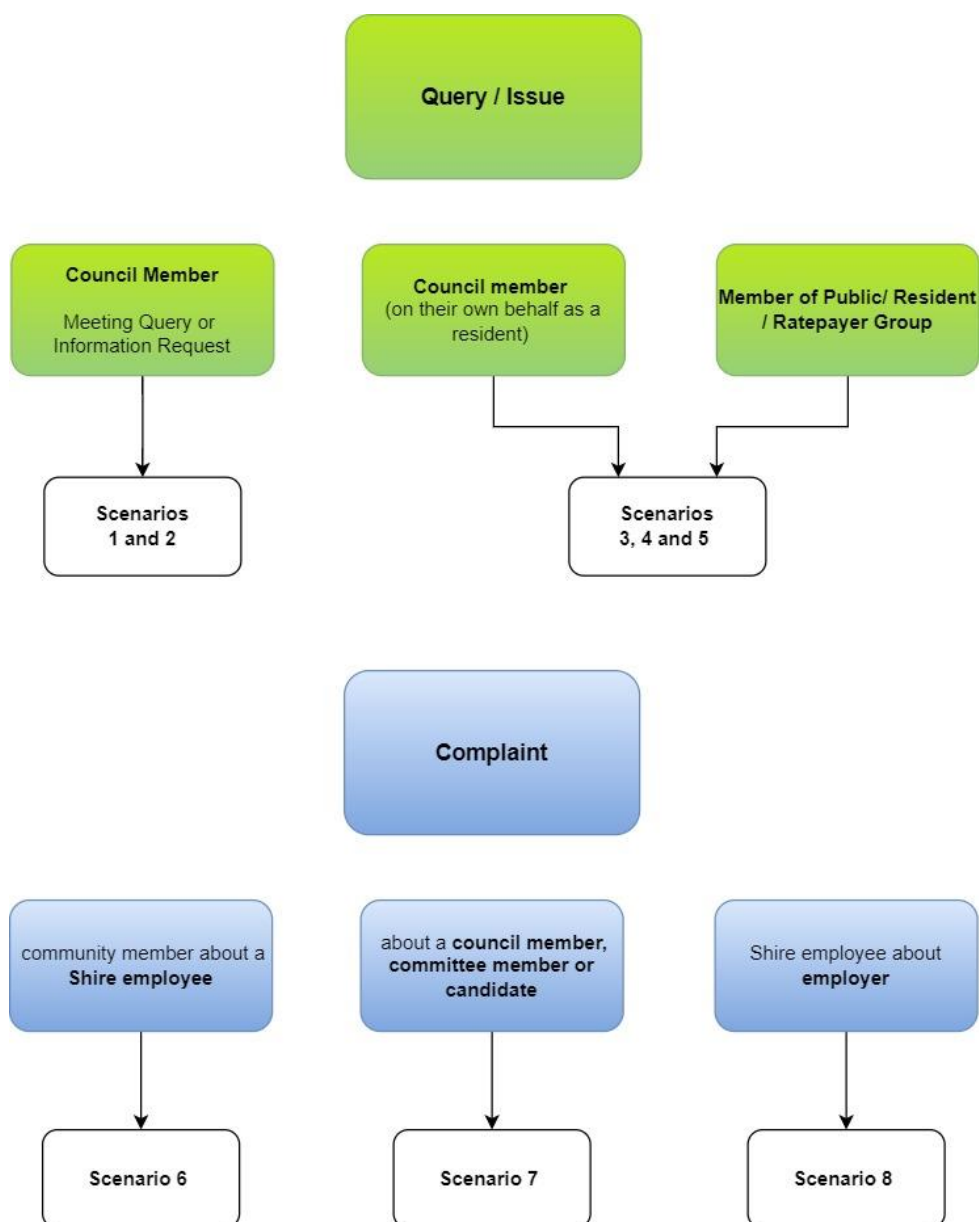 Query / Issue
Council Member
Meeting Query or
Information Request
Council member
(on their own behalf as a
resident)
Member of Public/ Resident
/ Ratepayer Group
Scenarios
1 and 2
Scenarios
3, 4 and 5
Complaint
community member about a
Shire employee
about a council member,
committee member or
candidate
Shire employee about
employer
Scenario 6
Scenario 7
Scenario 8